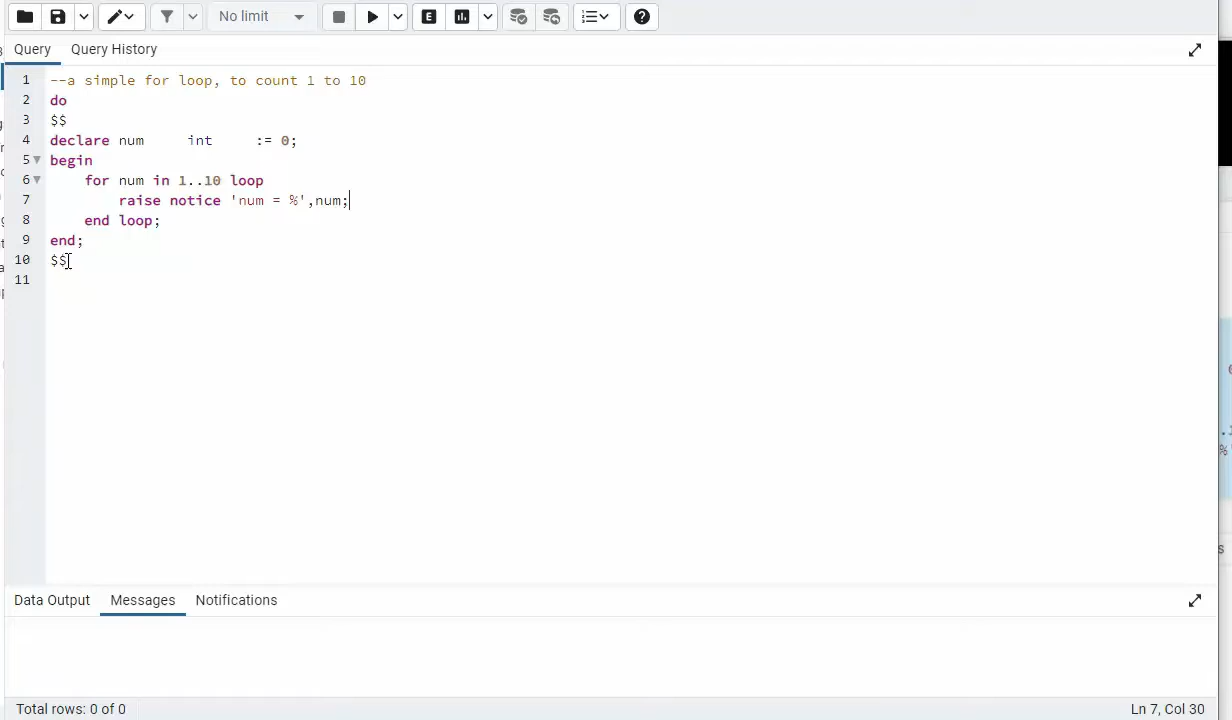 No limit
E
Query Query History
1 --a simple for loop, to count 1 to 10
2 do
3 $$
4 declare num int := 0;
5 begin
6 for num in 1..10 loop
7 raise notice 'num = %',num;
8 end loop;
9 end;
10 $$
11
Data Output Messages Notifications
Total rows: 0 of 0 Ln 7, Col 30